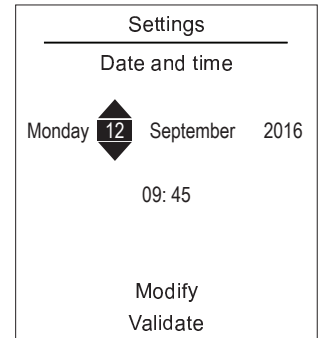 Settings
Date and time
Monday 12 September 2016
09: 45
Modify
Validate